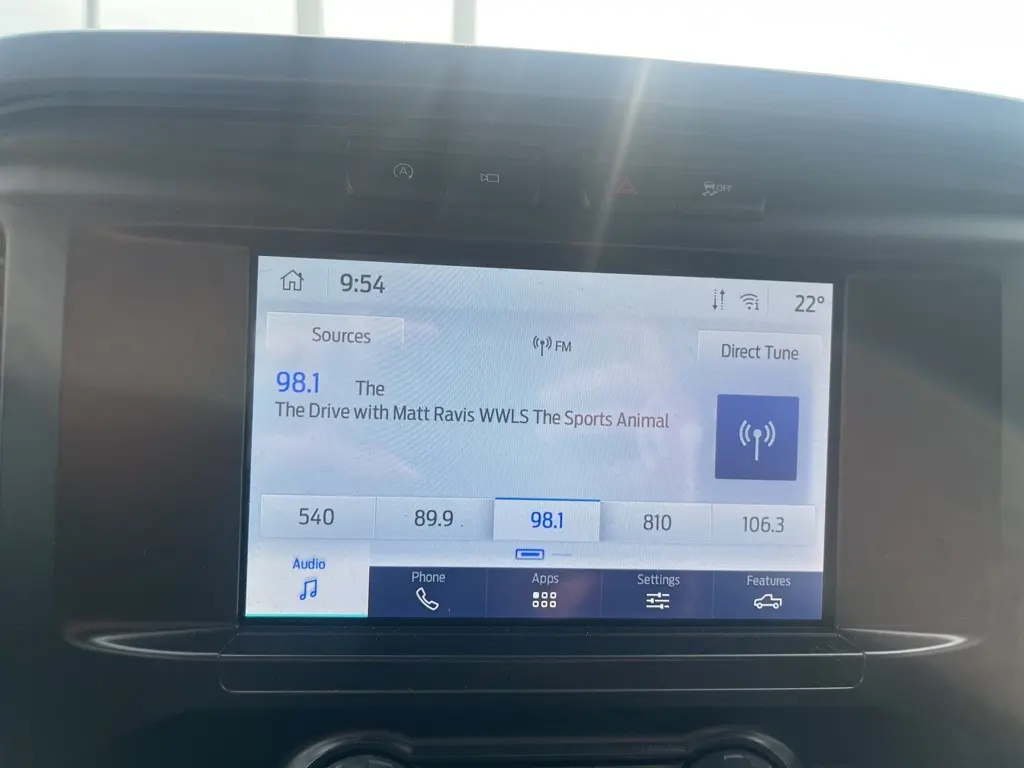 A
OFF
9:54
22°
Sources
FM
Direct Tune
98.1 The
The Drive with Matt Ravis WWLS The Sports Animal
540 89.9 98.1 810 106.3
Audio Phone Apps Settings Features